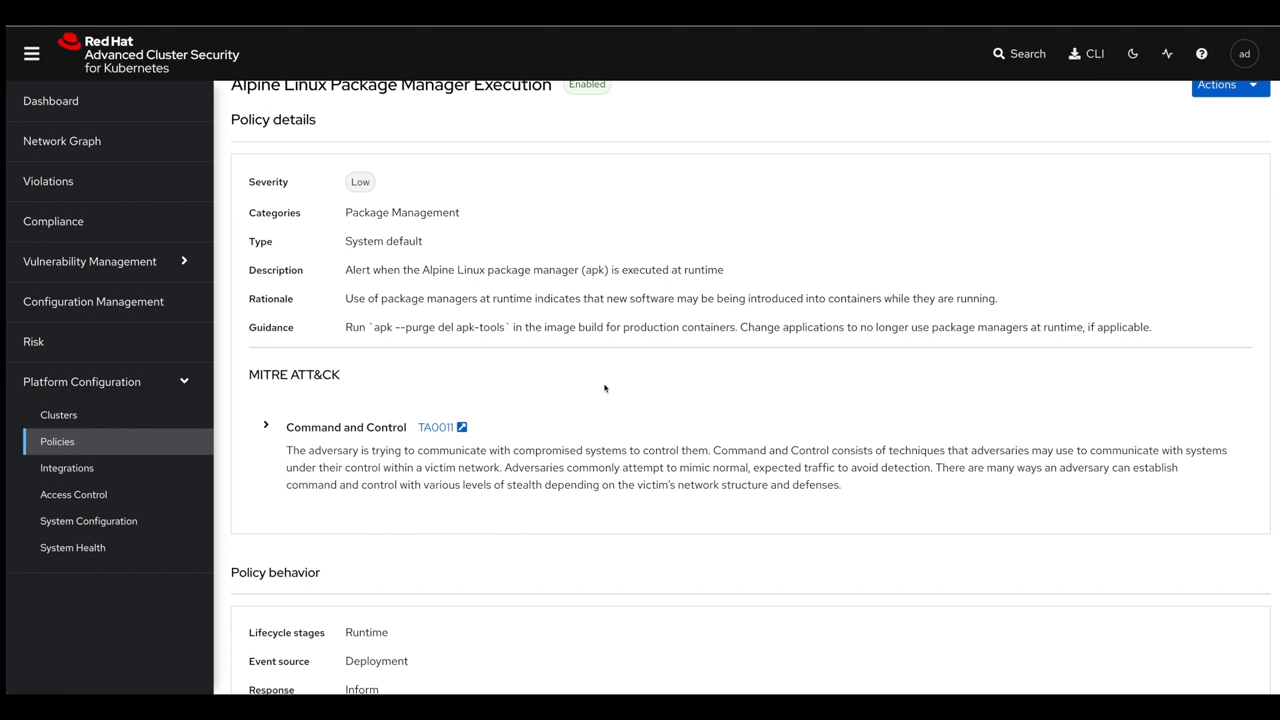 Red Hat
Advanced Cluster Security
for Kubernetes
Search
CLI
ad
Dashboard
Network Graph
Violations
Compliance
Vulnerability Management
Configuration Management
Risk
Platform Configuration
Clusters
Policies
Integrations
Access Control
System Configuration
System Health
Alpine Linux Package Manager Execution Enabled
Actions
Policy details
Severity Low
Categories Package Management
Type System default
Description Alert when the Alpine Linux package manager (apk) is executed at runtime
Rationale Use of package managers at runtime indicates that new software may be being introduced into containers while they are running.
Guidance Run `apk --purge del apk-tools` in the image build for production containers. Change applications to no longer use package managers at runtime, if applicable.
MITRE ATT&CK
Command and Control TA0011
The adversary is trying to communicate with compromised systems to control them. Command and Control consists of techniques that adversaries may use to communicate with systems
under their control within a victim network. Adversaries commonly attempt to mimic normal, expected traffic to avoid detection. There are many ways an adversary can establish
command and control with various levels of stealth depending on the victim's network structure and defenses.
Policy behavior
Lifecycle stages Runtime
Event source Deployment
Response Inform